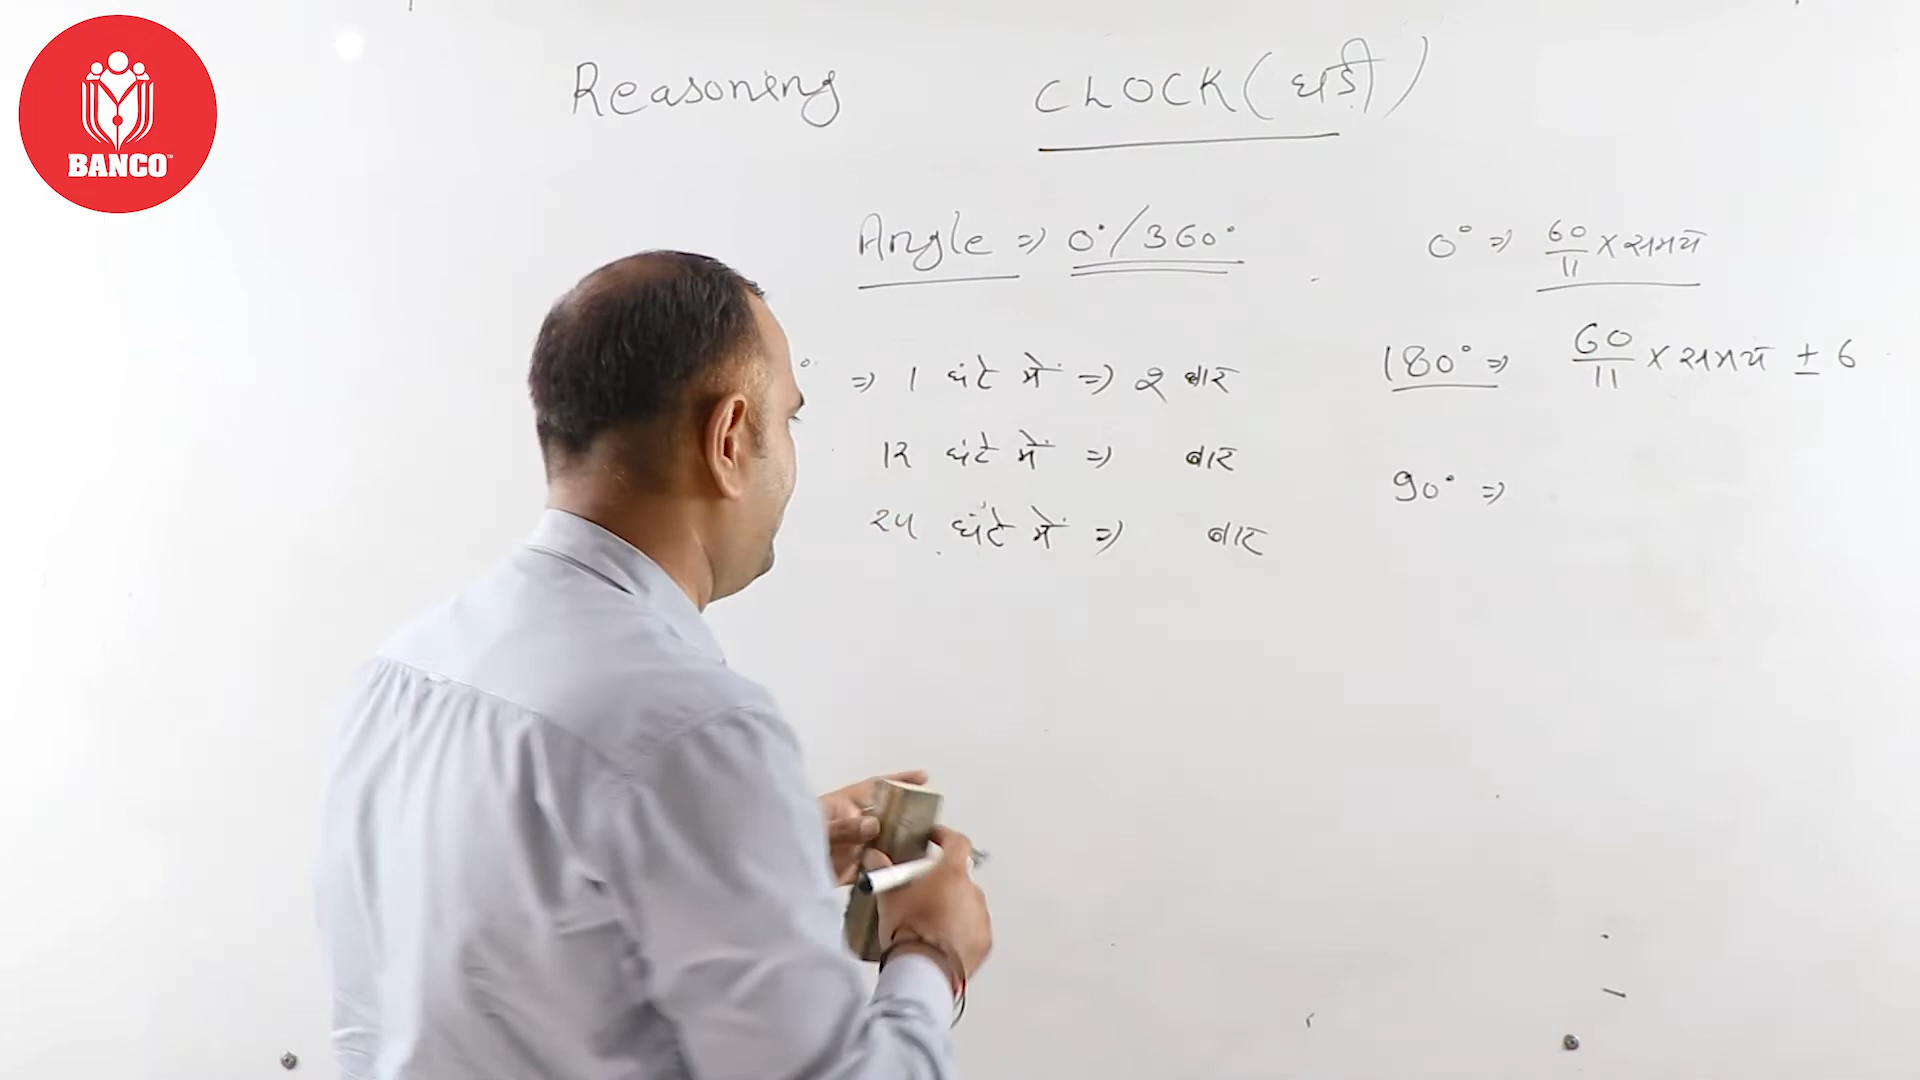 BANCO
Reasoning CLOCK (घड़ी)
Angle ⇒ 0°/360°
0° ⇒ 60/11 × समय
° ⇒ 1 घंटे में ⇒ 2 बार
180° ⇒ 60/11 × समय ± 6
12 घंटे में ⇒ बार
90° ⇒
24 घंटे में ⇒ बार